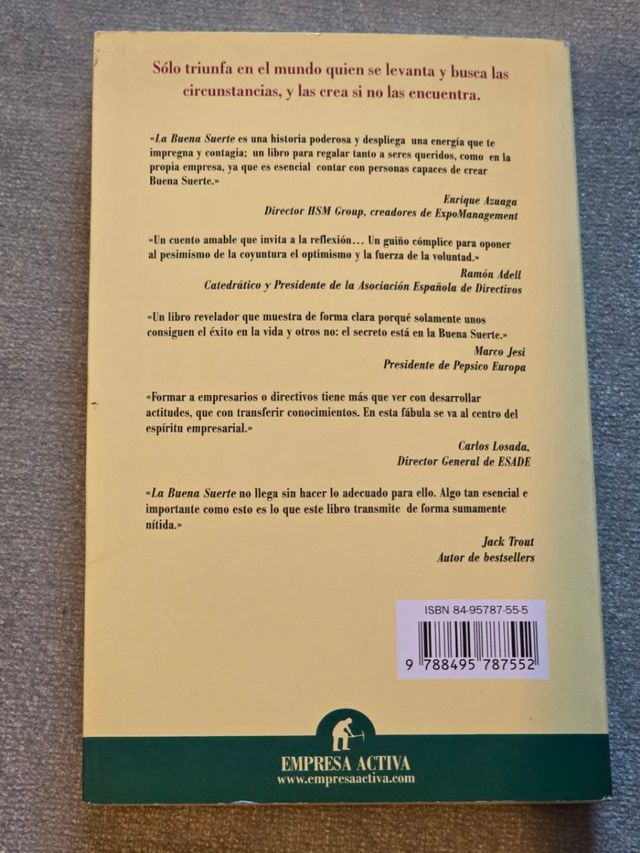 Sólo triunfa en el mundo quien se levanta y busca las
circunstancias, y las crea si no las encuentra.
«La Buena Suerte es una historia poderosa y despliega una energía que te
impregna y contagia; un libro para regalar tanto a seres queridos, como en la
propia empresa, ya que es esencial contar con personas capaces de crear
Buena Suerte.»
Enrique Azuaga
Director HSM Group, creadores de ExpoManagement
«Un cuento amable que invita a la reflexión... Un guiño cómplice para oponer
al pesimismo de la coyuntura el optimismo y la fuerza de la voluntad.»
Ramón Adell
Catedrático y Presidente de la Asociación Española de Directivos
«Un libro revelador que muestra de forma clara porqué solamente unos
consiguen el éxito en la vida y otros no: el secreto está en la Buena Suerte.»
Marco Jesi
Presidente de Pepsico Europa
«Formar a empresarios o directivos tiene más que ver con desarrollar
actitudes, que con transferir conocimientos. En esta fábula se va al centro del
espíritu empresarial.»
Carlos Losada,
Director General de ESADE
«La Buena Suerte no llega sin hacer lo adecuado para ello. Algo tan esencial e
importante como esto es lo que este libro transmite de forma sumamente
nítida.»
Jack Trout
Autor de bestsellers
ISBN 84-95787-55-5
9 788495 787552
EMPRESA ACTIVA
www.empresaactiva.com